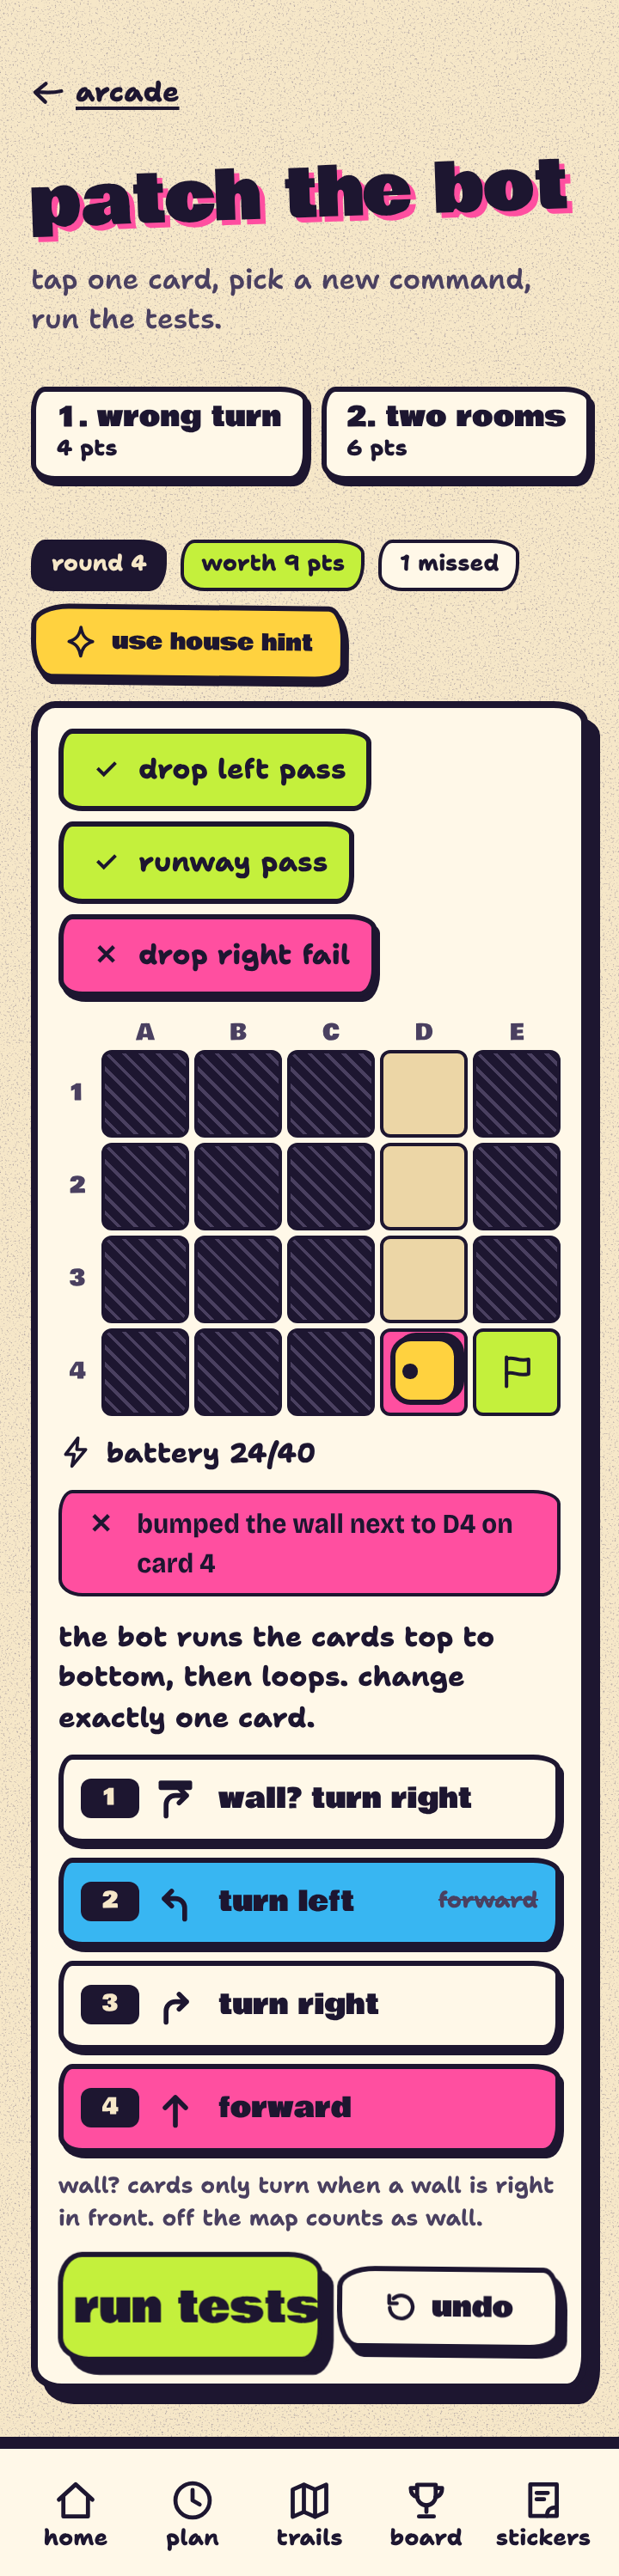 arcade
patch the bot
tap one card, pick a new command,
run the tests.
1. wrong turn
4 pts
2. two rooms
6 pts
round 4
worth 9 pts
1 missed
use house hint
drop left pass
runway pass
drop right fail
A B C D E
1
2
3
4
battery 24/40
bumped the wall next to D4 on
card 4
the bot runs the cards top to
bottom, then loops. change
exactly one card.
1 wall? turn right
2 turn left forward
3 turn right
4 forward
wall? cards only turn when a wall is right
in front. off the map counts as wall.
run tests
undo
home plan trails board stickers